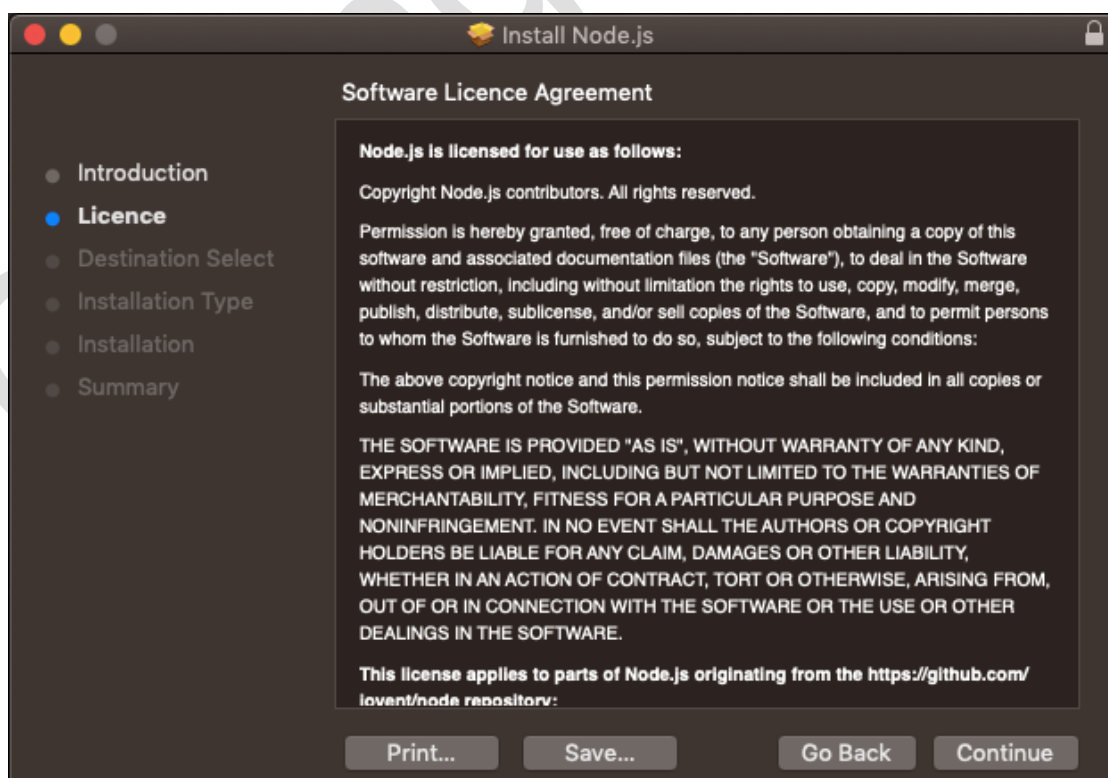 Install Node.js
Software Licence Agreement
Introduction
Licence
Destination Select
Installation Type
Installation
Summary
Node.js is licensed for use as follows:
Copyright Node.js contributors. All rights reserved.
Permission is hereby granted, free of charge, to any person obtaining a copy of this
software and associated documentation files (the "Software"), to deal in the Software
without restriction, including without limitation the rights to use, copy, modify, merge,
publish, distribute, sublicense, and/or sell copies of the Software, and to permit persons
to whom the Software is furnished to do so, subject to the following conditions:
The above copyright notice and this permission notice shall be included in all copies or
substantial portions of the Software.
THE SOFTWARE IS PROVIDED "AS IS", WITHOUT WARRANTY OF ANY KIND,
EXPRESS OR IMPLIED, INCLUDING BUT NOT LIMITED TO THE WARRANTIES OF
MERCHANTABILITY, FITNESS FOR A PARTICULAR PURPOSE AND
NONINFRINGEMENT. IN NO EVENT SHALL THE AUTHORS OR COPYRIGHT
HOLDERS BE LIABLE FOR ANY CLAIM, DAMAGES OR OTHER LIABILITY,
WHETHER IN AN ACTION OF CONTRACT, TORT OR OTHERWISE, ARISING FROM,
OUT OF OR IN CONNECTION WITH THE SOFTWARE OR THE USE OR OTHER
DEALINGS IN THE SOFTWARE.
This license applies to parts of Node.js originating from the https://github.com/
joyent/node repository:
Print...
Save...
Go Back
Continue